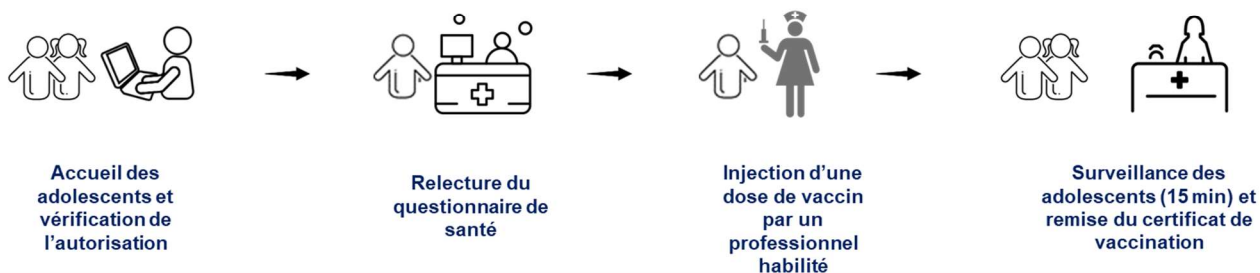 Accueil des
adolescents et
vérification de
l'autorisation
Relecture du
questionnaire de
santé
Injection d'une
dose de vaccin
par un
professionnel
habilité
Surveillance des
adolescents (15 min) et
remise du certificat de
vaccination